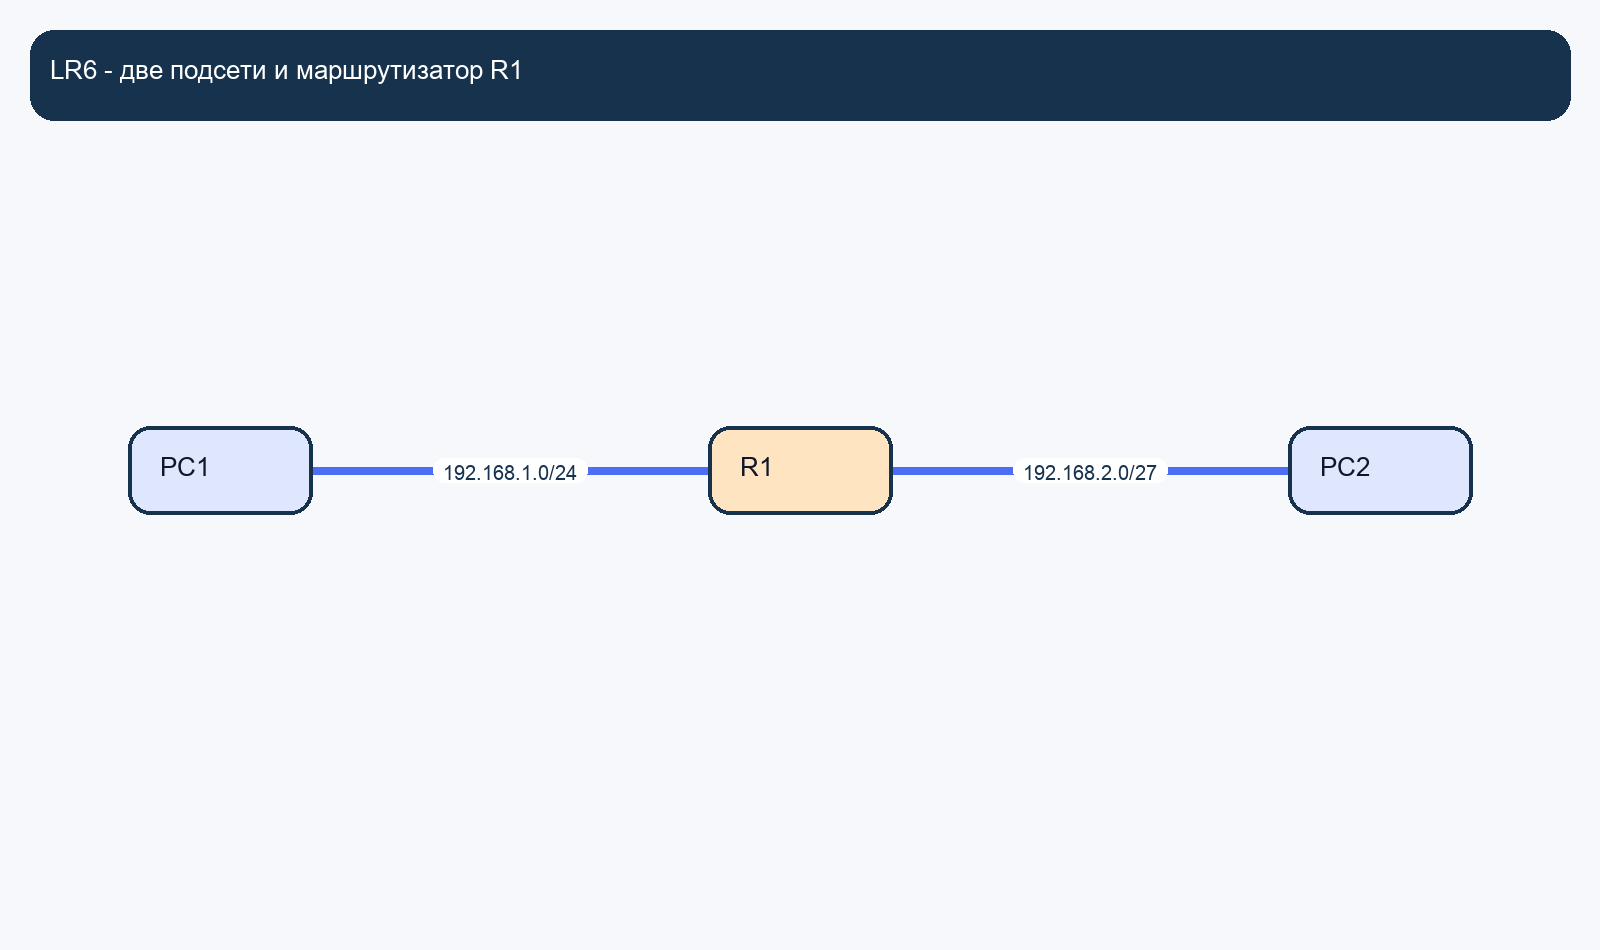 LR6 - две подсети и маршрутизатор R1
PC1
192.168.1.0/24
R1
192.168.2.0/27
PC2